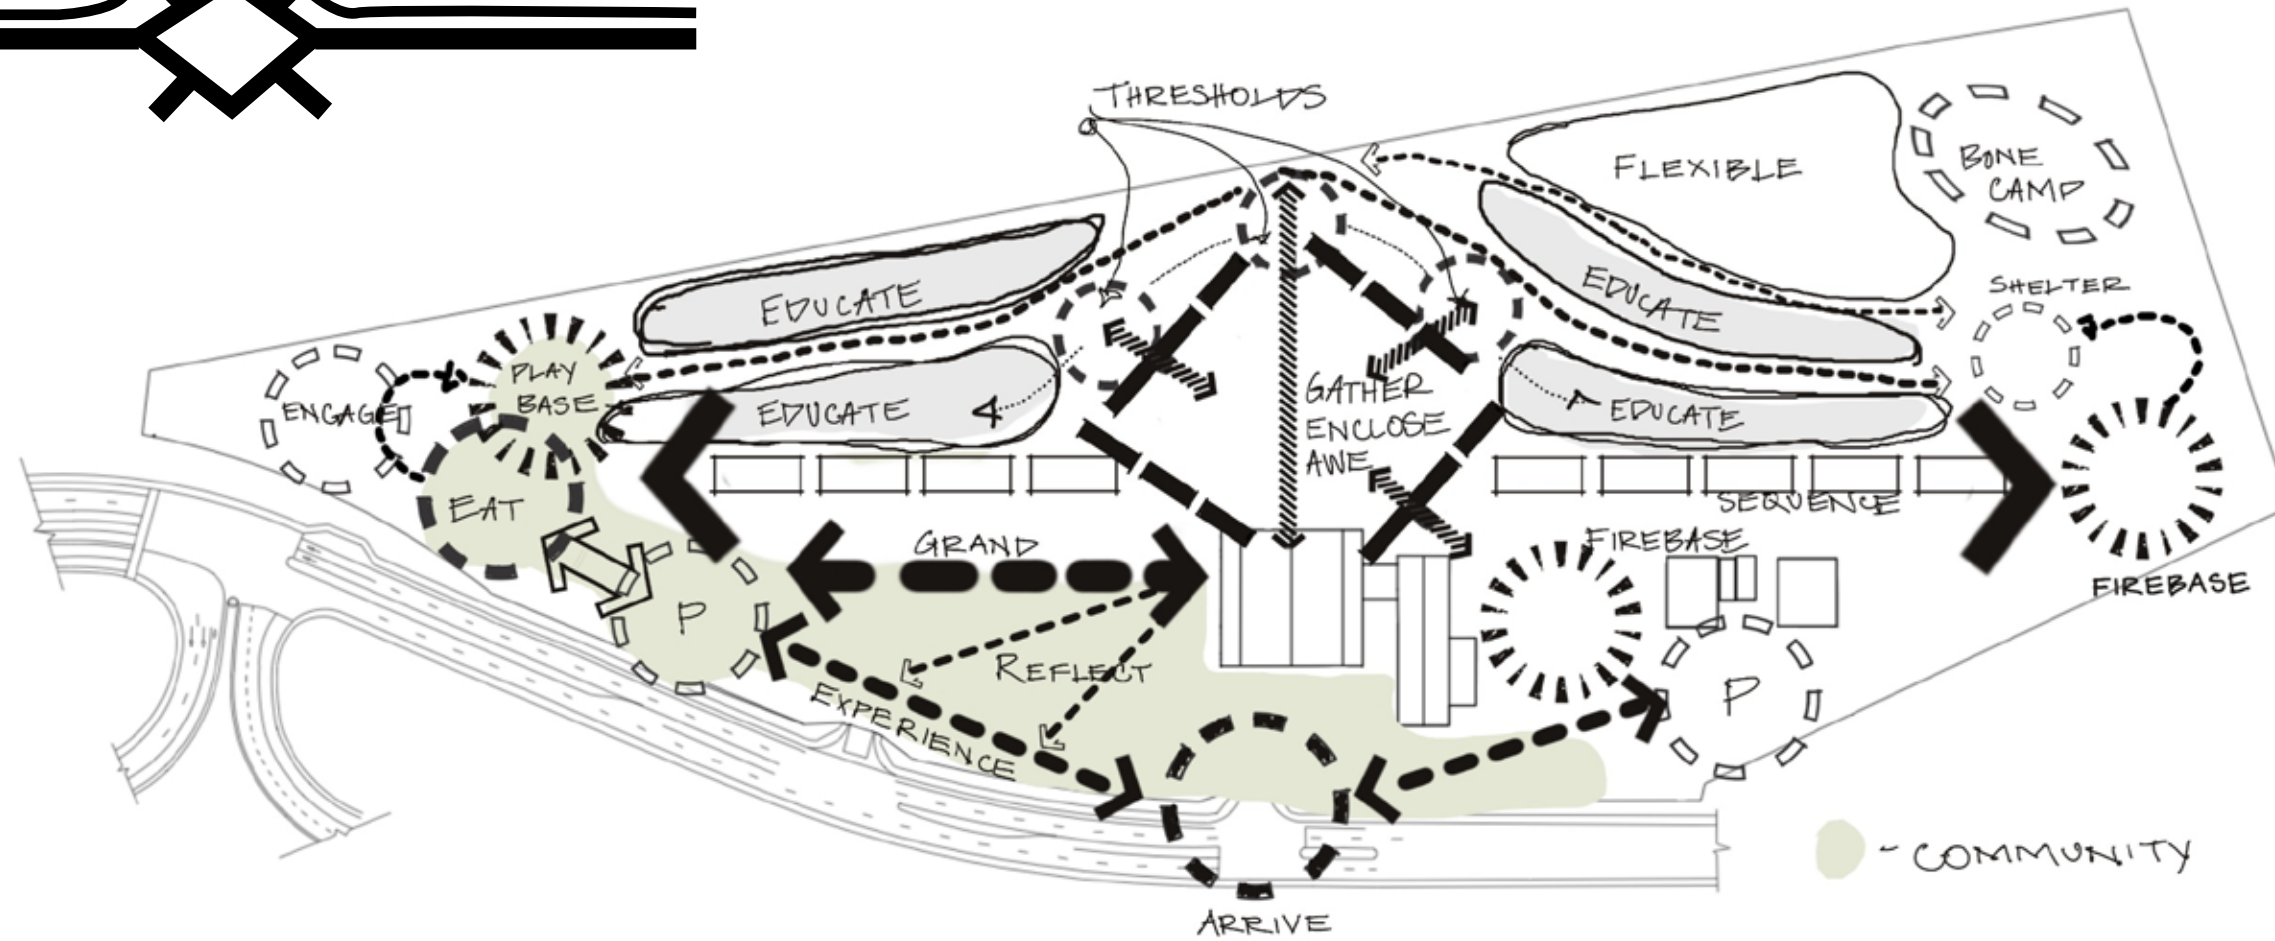 THRESHOLDS
FLEXIBLE
BONE
CAMP
EDUCATE
EDUCATE
SHELTER
PLAY
BASE
ENGAGE
EDUCATE
GATHER
ENCLOSE
AWE
EDUCATE
EAT
SEQUENCE
GRAND
FIREBASE
FIREBASE
P
REFLECT
EXPERIENCE
P
- COMMUNITY
ARRIVE